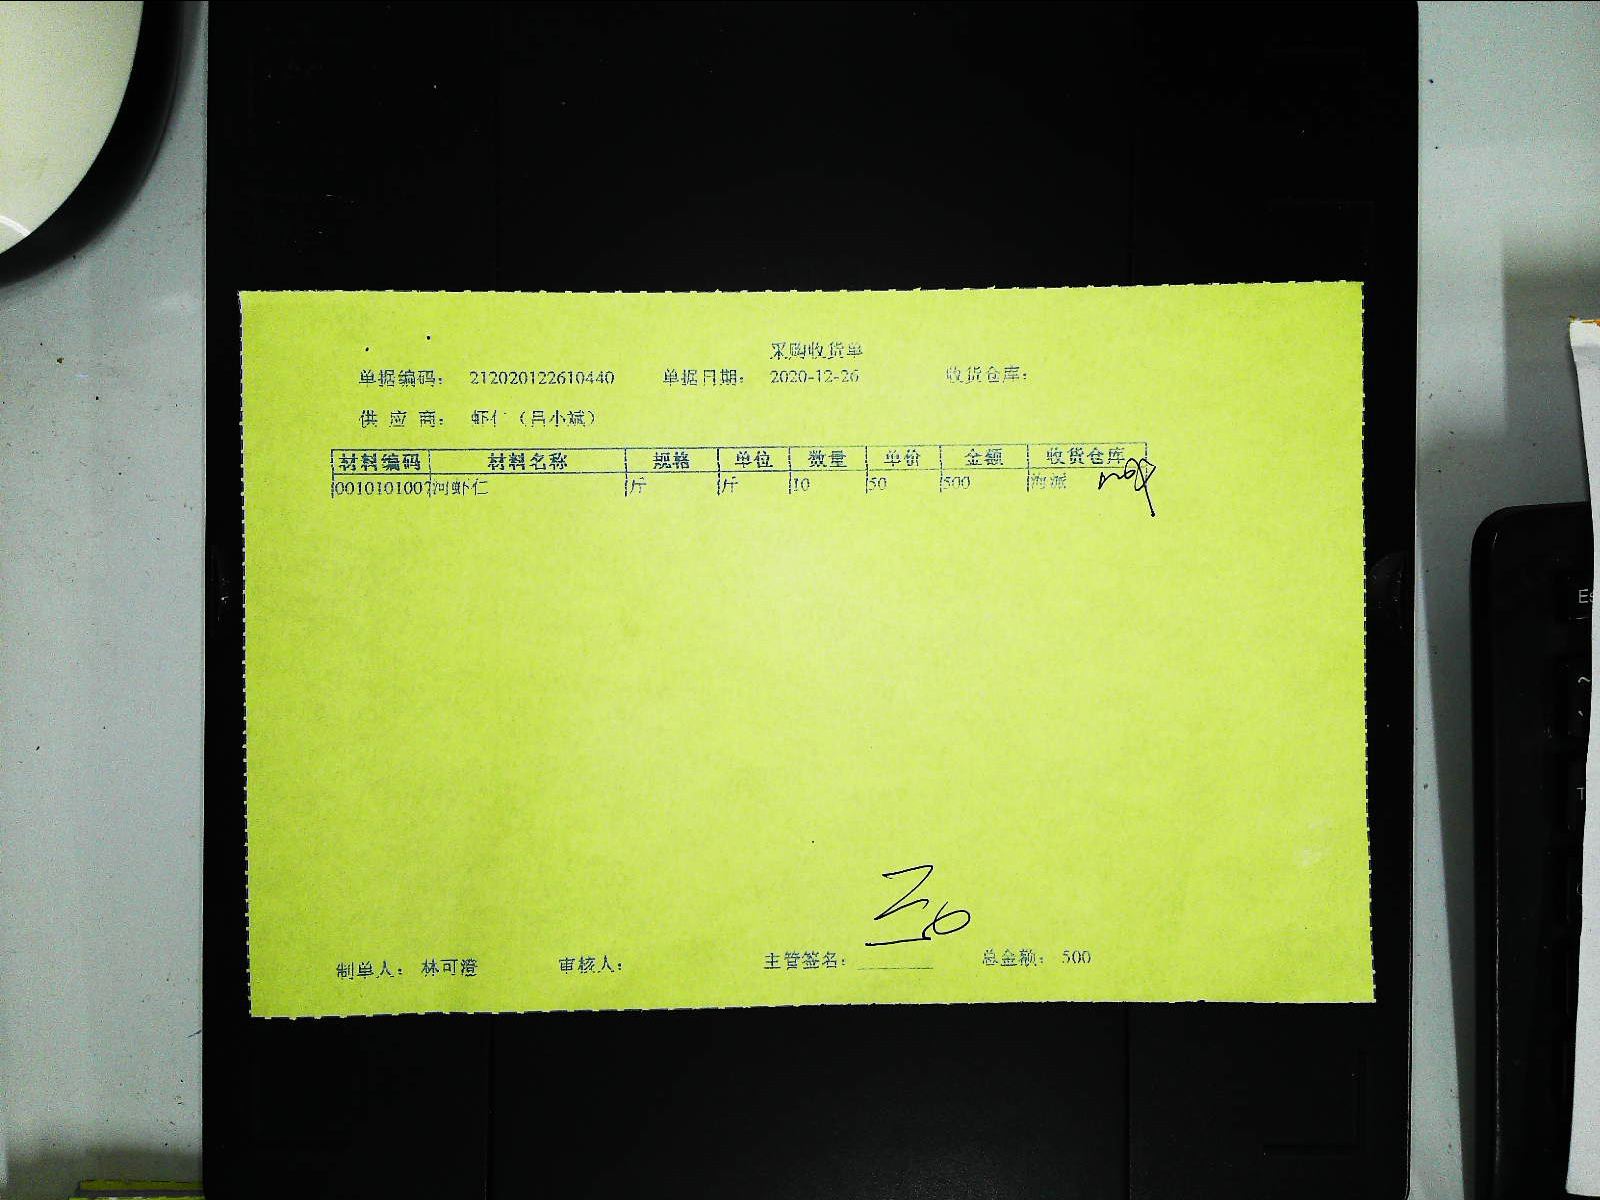 采购收货单
单据编码： 212020122610440 单据日期： 2020-12-26 收货仓库：
供 应 商： 虾仁（吕小斌）
材料编码 材料名称 规格 单位 数量 单价 金额 收货仓库
0010101007 河虾仁 斤 斤 10 50 500 海派
制单人： 林可澄 审核人： 主管签名： 总金额： 500